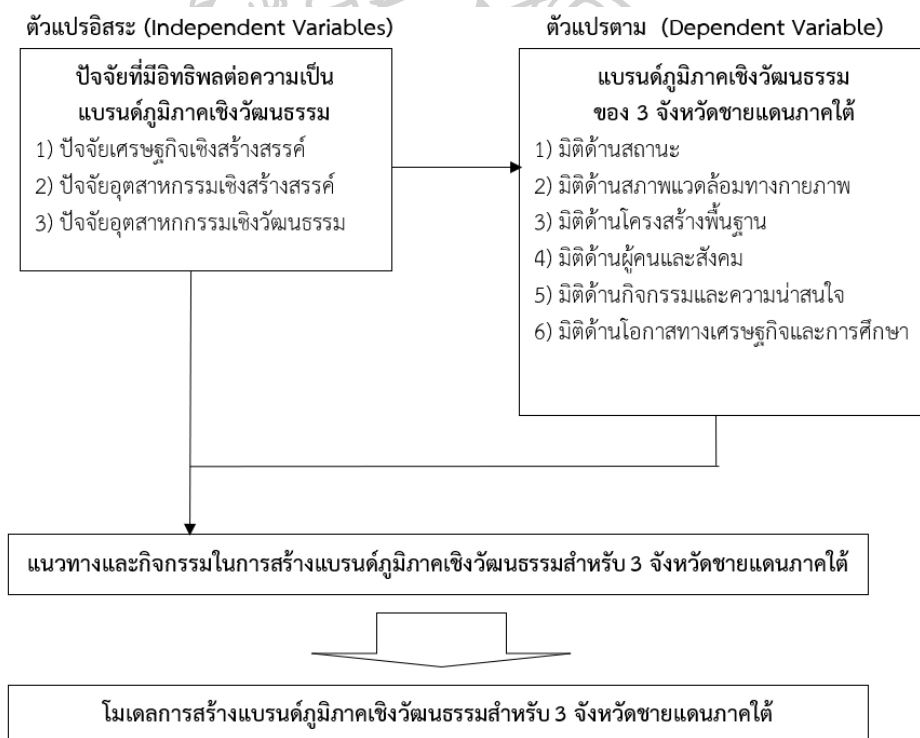 ตัวแปรอิสระ (Independent Variables)
ปัจจัยที่มีอิทธิพลต่อความเป็น
แบรนด์ภูมิภาคเชิงวัฒนธรรม
1) ปัจจัยเศรษฐกิจเชิงสร้างสรรค์
2) ปัจจัยอุตสาหกรรมเชิงสร้างสรรค์
3) ปัจจัยอุตสาหกกรรมเชิงวัฒนธรรม
ตัวแปรตาม (Dependent Variable)
แบรนด์ภูมิภาคเชิงวัฒนธรรม
ของ 3 จังหวัดชายแดนภาคใต้
1) มิติด้านสถานะ
2) มิติด้านสภาพแวดล้อมทางกายภาพ
3) มิติด้านโครงสร้างพื้นฐาน
4) มิติด้านผู้คนและสังคม
5) มิติด้านกิจกรรมและความน่าสนใจ
6) มิติด้านโอกาสทางเศรษฐกิจและการศึกษา
แนวทางและกิจกรรมในการสร้างแบรนด์ภูมิภาคเชิงวัฒนธรรมสำหรับ 3 จังหวัดชายแดนภาคใต้
โมเดลการสร้างแบรนด์ภูมิภาคเชิงวัฒนธรรมสำหรับ 3 จังหวัดชายแดนภาคใต้